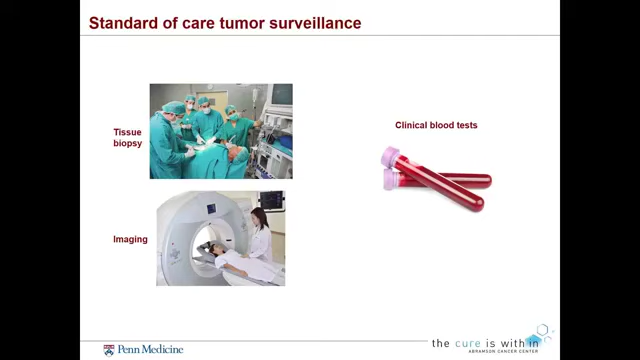 Standard of care tumor surveillance
Tissue
biopsy
Clinical blood tests
Imaging
Penn Medicine
the cure is within
ABRAMSON CANCER CENTER